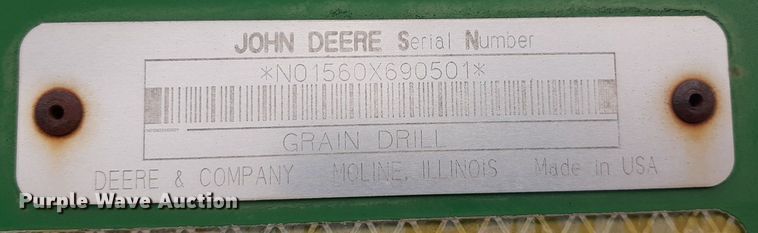 JOHN DEERE Serial Number
*N01560X690501*
GRAIN DRILL
DEERE & COMPANY MOLINE, ILLINOIS Made in USA
Purple Wave Auction